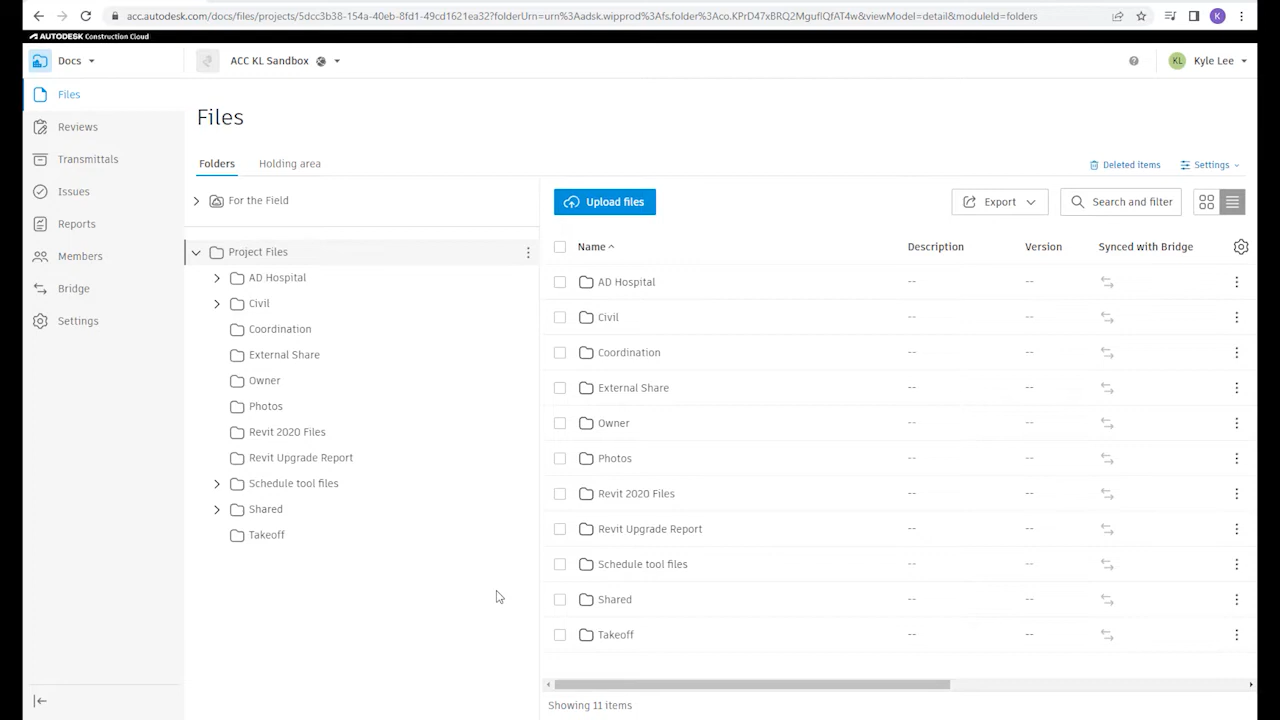 acc.autodesk.com/docs/files/projects/5dcc3b38-154a-40eb-8fd1-49cd1621ea32?folderUrn=urn%3Aadsk.wipprod%3Afs.folder%3Aco.KPrD47xBRQ2MgufIQfAT4w&viewModel=detail&moduleId=folders
K
AUTODESK Construction Cloud
Docs
ACC KL Sandbox
KL
Kyle Lee
Files
Reviews
Transmittals
Issues
Reports
Members
Bridge
Settings
Files
Folders
Holding area
Deleted items
Settings
For the Field
Project Files
AD Hospital
Civil
Coordination
External Share
Owner
Photos
Revit 2020 Files
Revit Upgrade Report
Schedule tool files
Shared
Takeoff
Upload files
Export
Search and filter
Name Description Version Synced with Bridge
AD Hospital -- --
Civil -- --
Coordination -- --
External Share -- --
Owner -- --
Photos -- --
Revit 2020 Files -- --
Revit Upgrade Report -- --
Schedule tool files -- --
Shared -- --
Takeoff -- --
Showing 11 items